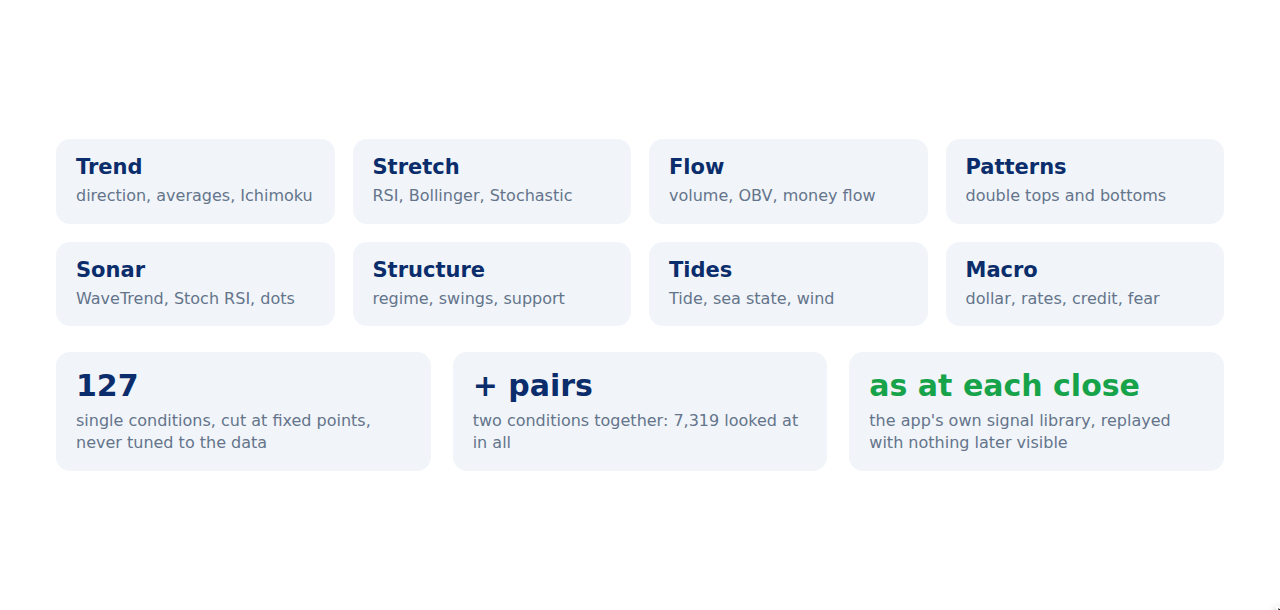 Trend
direction, averages, Ichimoku
Stretch
RSI, Bollinger, Stochastic
Flow
volume, OBV, money flow
Patterns
double tops and bottoms
Sonar
WaveTrend, Stoch RSI, dots
Structure
regime, swings, support
Tides
Tide, sea state, wind
Macro
dollar, rates, credit, fear
127
single conditions, cut at fixed points,
never tuned to the data
+ pairs
two conditions together: 7,319 looked at
in all
as at each close
the app's own signal library, replayed
with nothing later visible